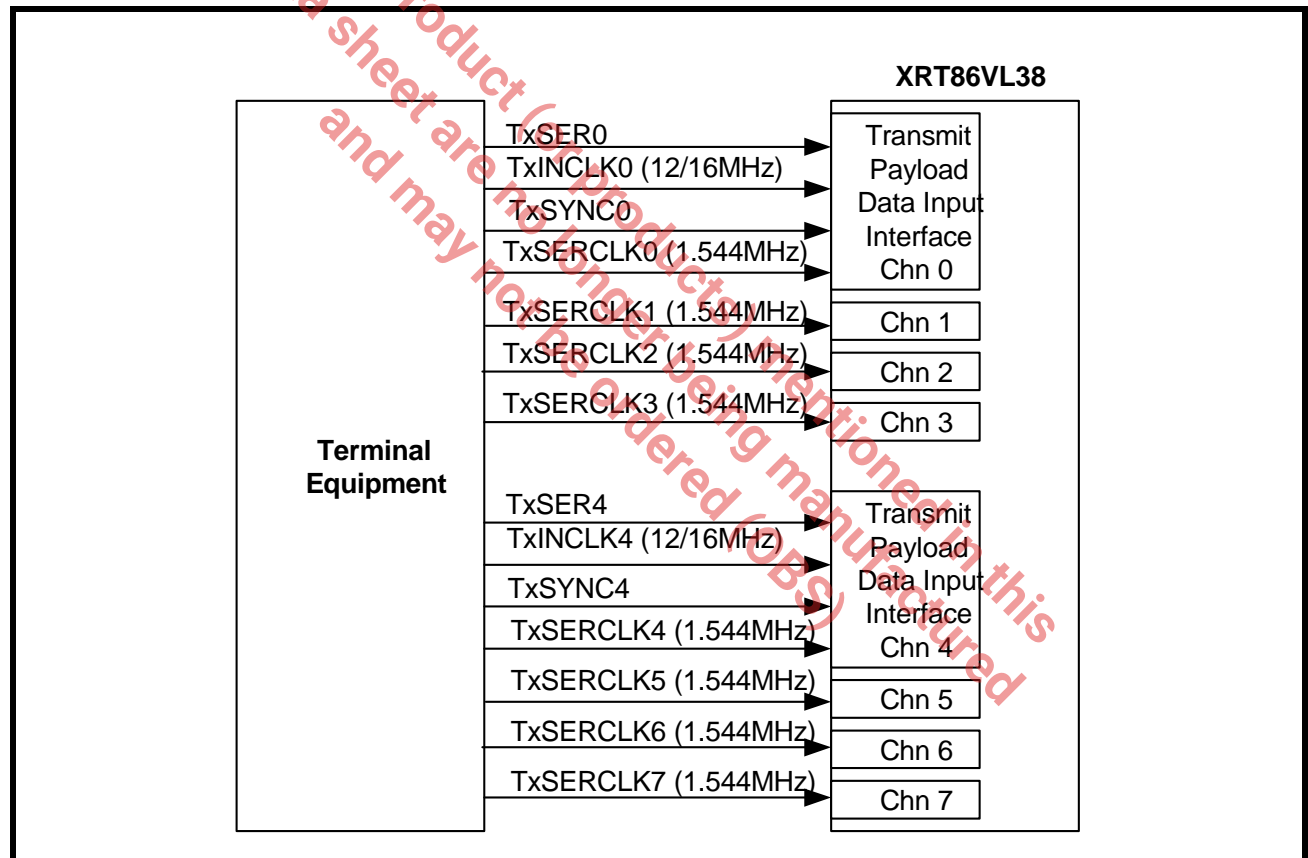 XRT86VL38
Terminal
Equipment
TxSER0
TxINCLK0 (12/16MHz)
TxSYNC0
TxSERCLK0 (1.544MHz)
TxSERCLK1 (1.544MHz)
TxSERCLK2 (1.544MHz)
TxSERCLK3 (1.544MHz)
TxSER4
TxINCLK4 (12/16MHz)
TxSYNC4
TxSERCLK4 (1.544MHz)
TxSERCLK5 (1.544MHz)
TxSERCLK6 (1.544MHz)
TxSERCLK7 (1.544MHz)
Transmit
Payload
Data Input
Interface
Chn 0
Chn 1
Chn 2
Chn 3
Transmit
Payload
Data Input
Interface
Chn 4
Chn 5
Chn 6
Chn 7
product (or products) mentioned in this
sheet are no longer being manufactured
and may not be ordered (OBS)